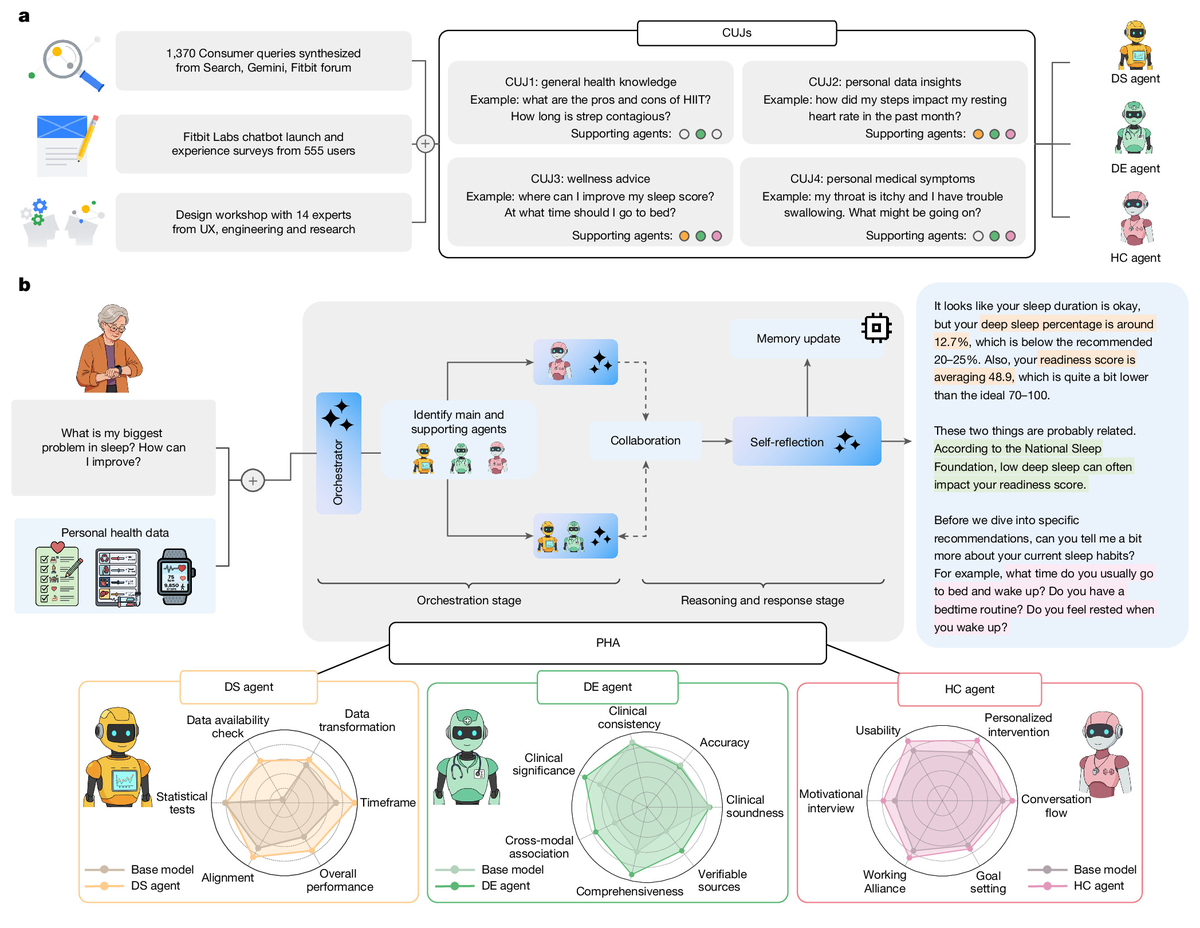 a
1,370 Consumer queries synthesized
from Search, Gemini, Fitbit forum
Fitbit Labs chatbot launch and
experience surveys from 555 users
Design workshop with 14 experts
from UX, engineering and research
CUJs
CUJ1: general health knowledge
Example: what are the pros and cons of HIIT?
How long is strep contagious?
Supporting agents:
CUJ2: personal data insights
Example: how did my steps impact my resting
heart rate in the past month?
Supporting agents:
CUJ3: wellness advice
Example: where can I improve my sleep score?
At what time should I go to bed?
Supporting agents:
CUJ4: personal medical symptoms
Example: my throat is itchy and I have trouble
swallowing. What might be going on?
Supporting agents:
DS agent
DE agent
HC agent
b
What is my biggest
problem in sleep? How can
I improve?
Personal health data
Orchestrator
Identify main and
supporting agents
Collaboration
Memory update
Self-reflection
Orchestration stage
Reasoning and response stage
It looks like your sleep duration is okay,
but your deep sleep percentage is around
12.7%, which is below the recommended
20–25%. Also, your readiness score is
averaging 48.9, which is quite a bit lower
than the ideal 70–100.
These two things are probably related.
According to the National Sleep
Foundation, low deep sleep can often
impact your readiness score.
Before we dive into specific
recommendations, can you tell me a bit
more about your current sleep habits?
For example, what time do you usually go
to bed and wake up? Do you have a
bedtime routine? Do you feel rested when
you wake up?
PHA
DS agent
Data availability
check
Data
transformation
Statistical
tests
Timeframe
Alignment
Overall
performance
Base model
DS agent
DE agent
Clinical
consistency
Accuracy
Clinical
significance
Clinical
soundness
Cross-modal
association
Verifiable
sources
Comprehensiveness
Base model
DE agent
HC agent
Usability
Personalized
intervention
Motivational
interview
Conversation
flow
Working
Alliance
Goal
setting
Base model
HC agent